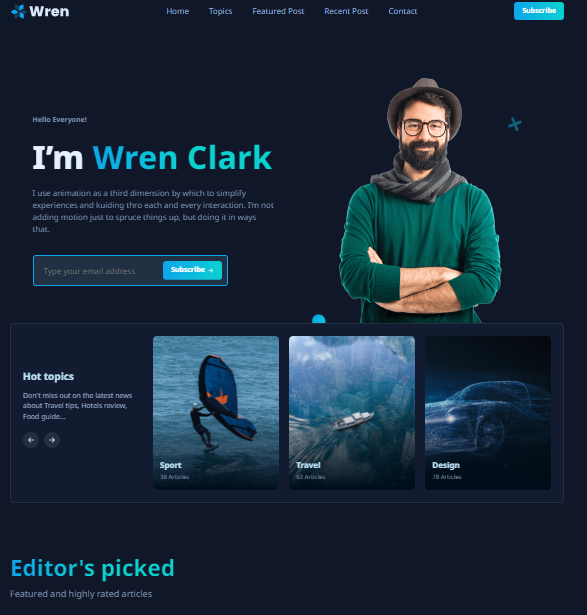 Wren
Home Topics Featured Post Recent Post Contact
Subscribe
Hello Everyone!
I'm Wren Clark
I use animation as a third dimension by which to simplify
experiences and kuiding thro each and every interaction. I'm not
adding motion just to spruce things up, but doing it in ways
that.
Type your email address
Subscribe →
Hot topics
Don't miss out on the latest news
about Travel tips, Hotels review,
Food guide...
Sport
38 Articles
Travel
63 Articles
Design
78 Articles
Editor's picked
Featured and highly rated articles